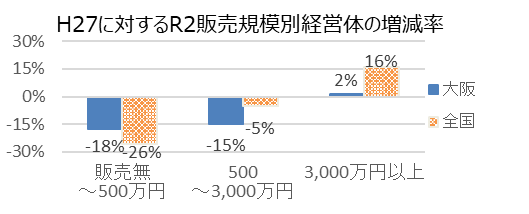 H27に対するR2販売規模別経営体の増減率
30%
15%
0%
-15%
-30%
2%
16%
-18%
-26%
-15%
-5%
販売無
～500万円
500
～3,000万円
3,000万円以上
大阪
全国